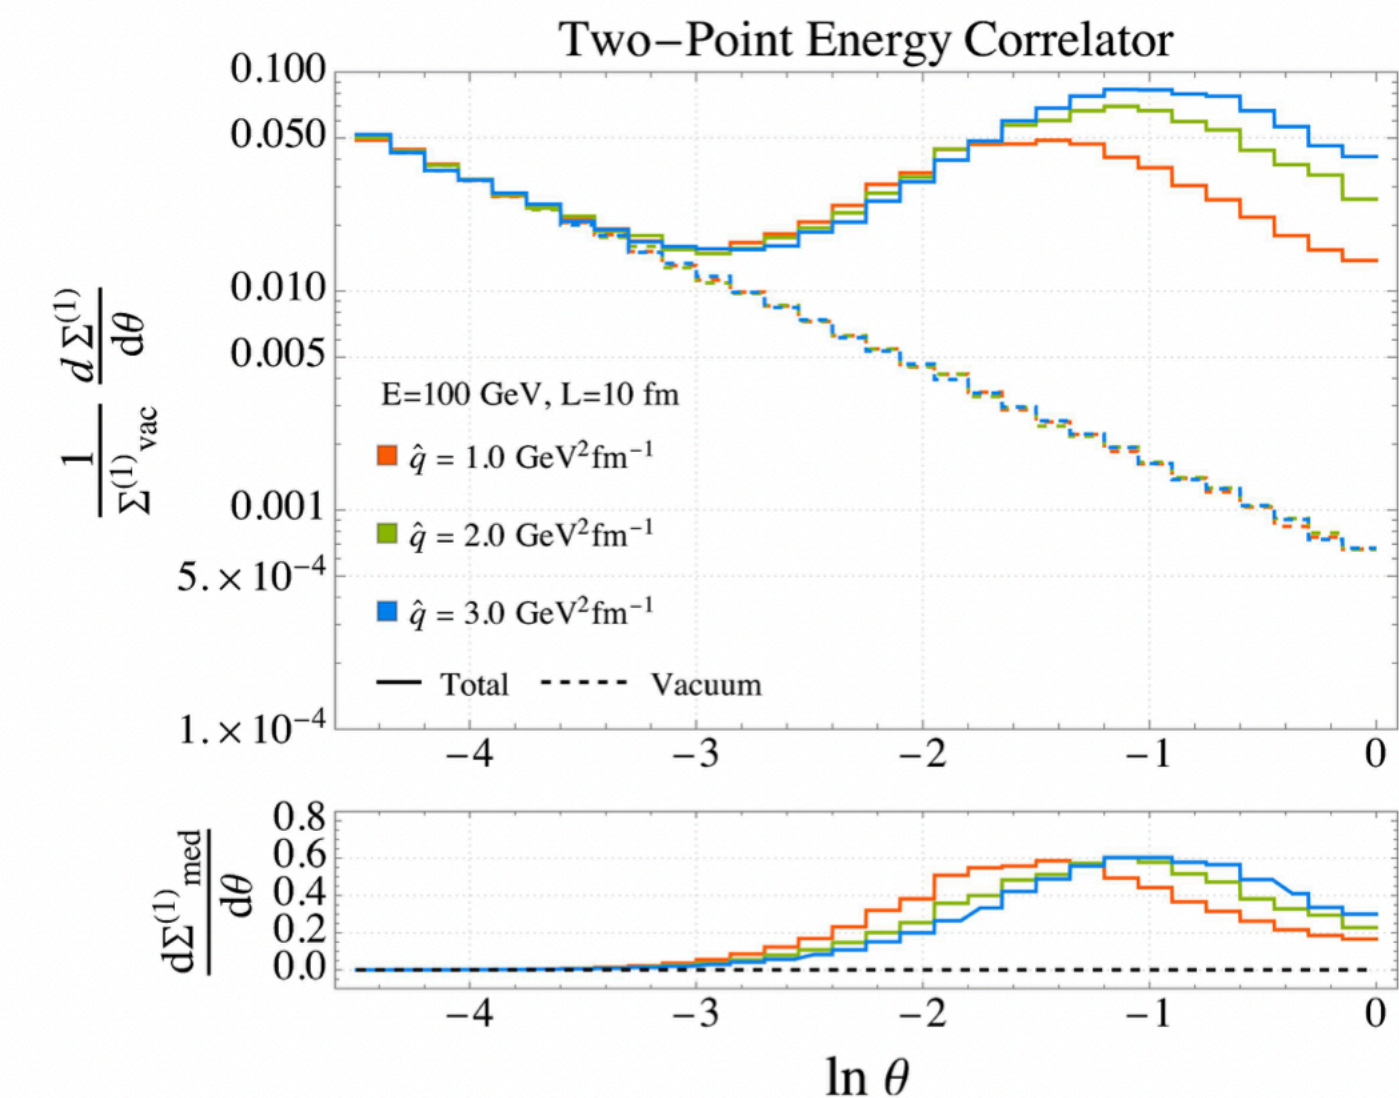 Two−Point Energy Correlator
0.100
0.050
0.010
0.005
0.001
5.×10⁻⁴
1.×10⁻⁴
1/Σ⁽¹⁾vac d Σ⁽¹⁾/dθ
E=100 GeV, L=10 fm
q̂ = 1.0 GeV²fm⁻¹
q̂ = 2.0 GeV²fm⁻¹
q̂ = 3.0 GeV²fm⁻¹
Total Vacuum
−4 −3 −2 −1 0
0.8
0.6
0.4
0.2
0.0
dΣ⁽¹⁾med/dθ
−4 −3 −2 −1 0
ln θ